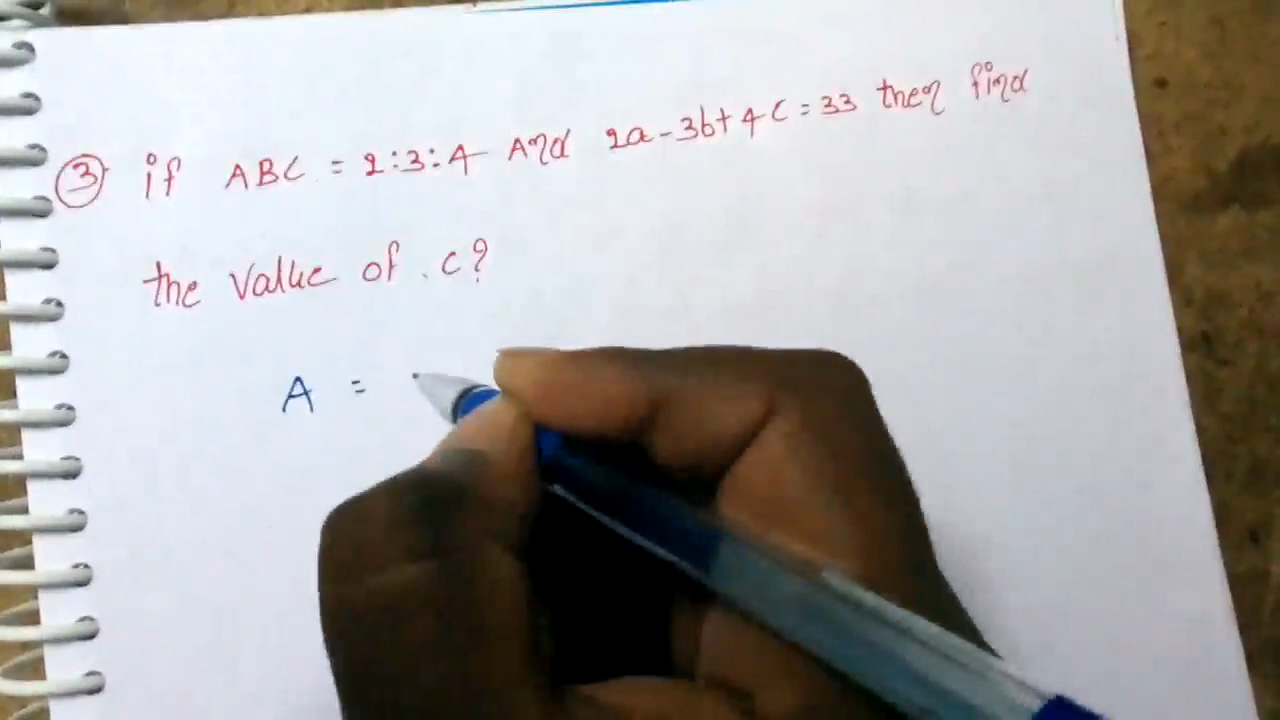 ③ if ABC = 2:3:4 And 2a-3b+4c=33 then find
the value of .c?
A =